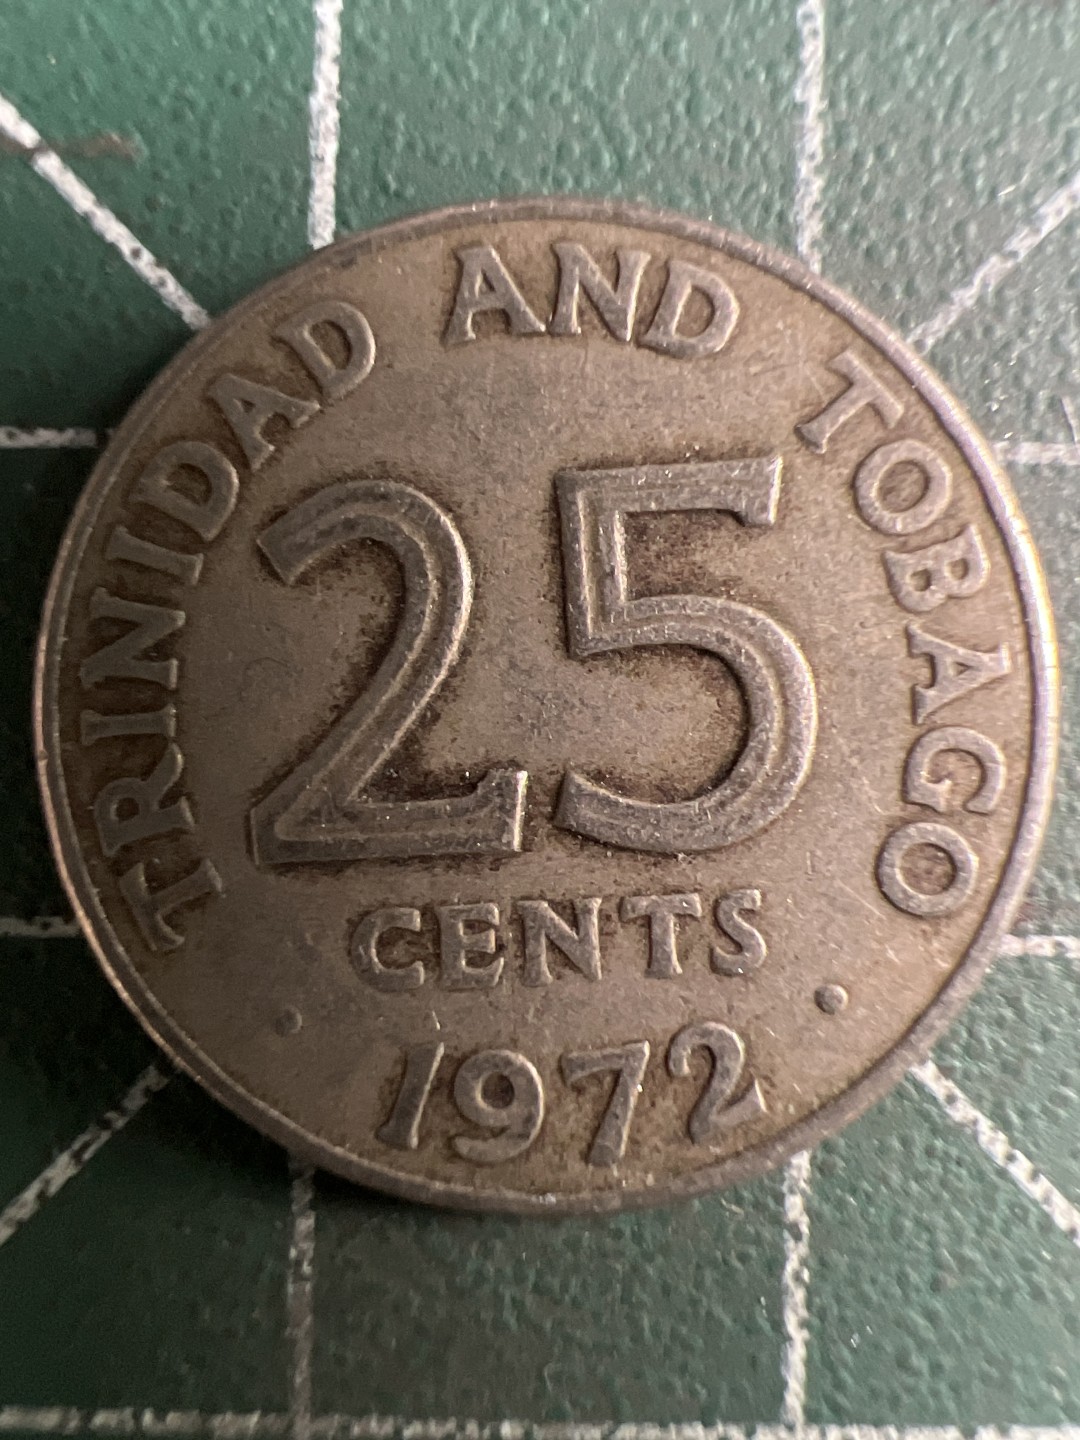 TRINIDAD AND TOBAGO
25
CENTS
· 1972 ·